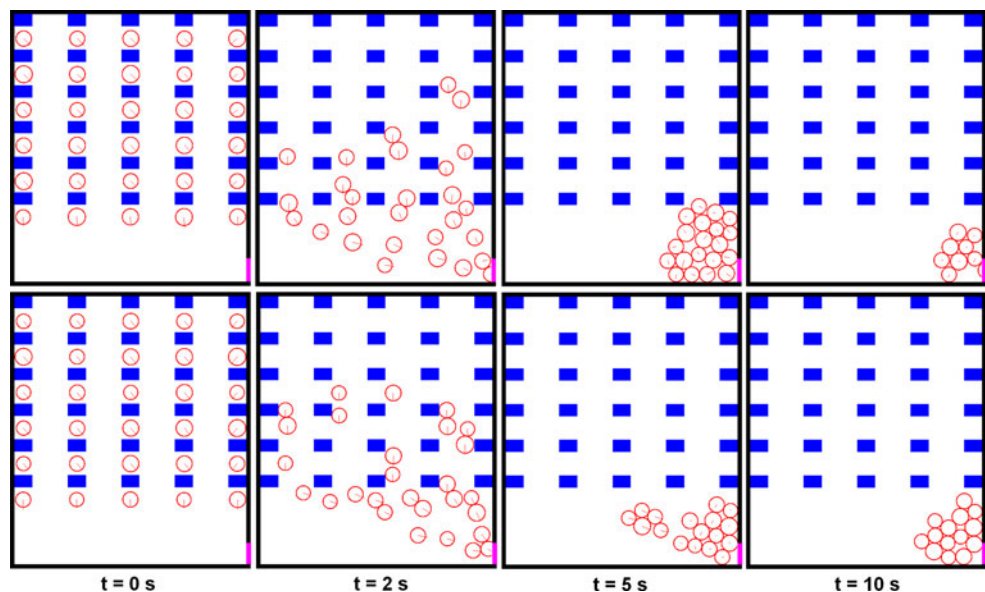 t = 0 s t = 2 s t = 5 s t = 10 s